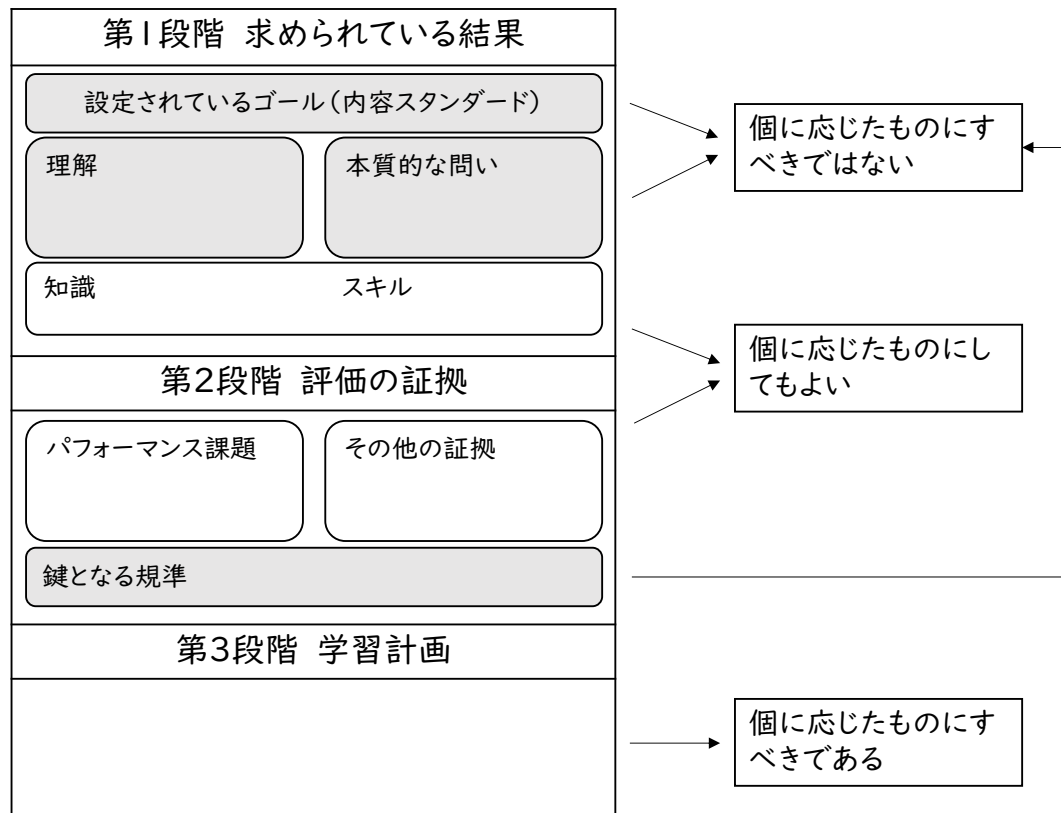 第1段階 求められている結果
設定されているゴール(内容スタンダード)
理解
本質的な問い
個に応じたものにす
べきではない
知識
スキル
個に応じたものにし
てもよい
第2段階 評価の証拠
パフォーマンス課題
その他の証拠
鍵となる規準
第3段階 学習計画
個に応じたものにす
べきである